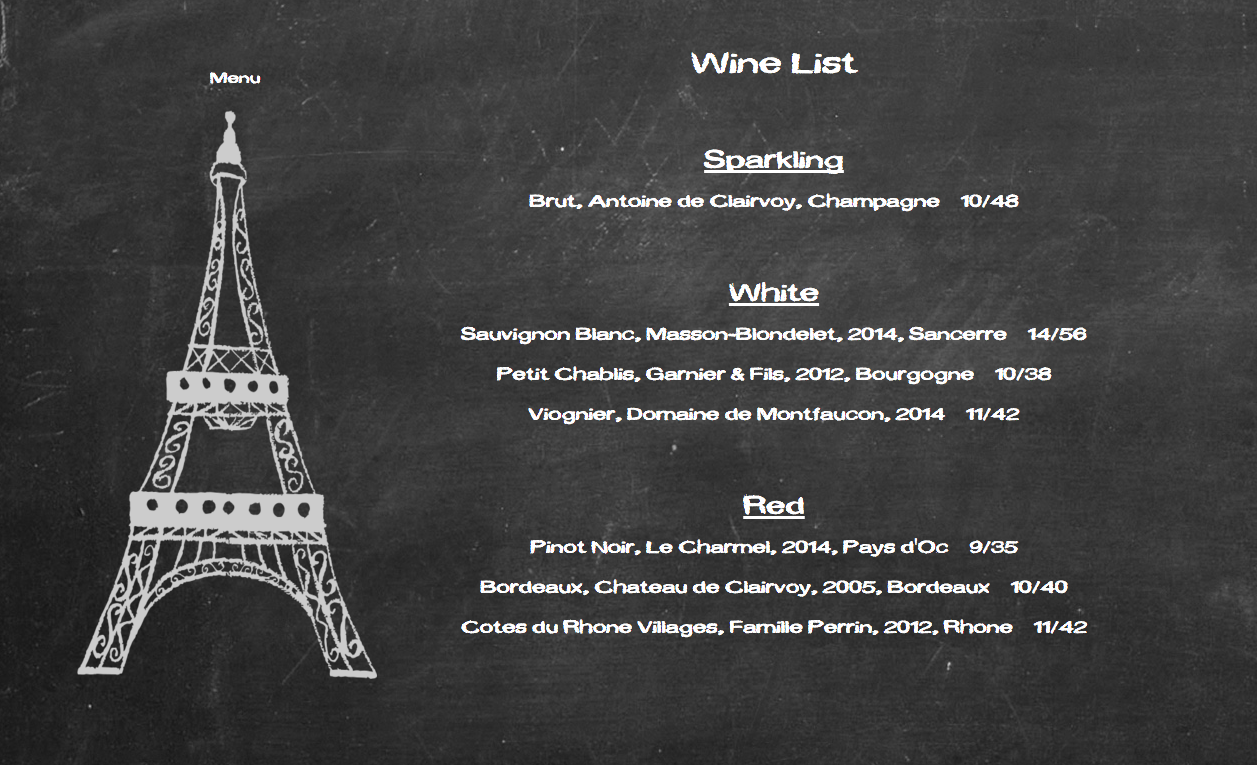 Menu
Wine List
Sparkling
Brut, Antoine de Clairvoy, Champagne 10/48
White
Sauvignon Blanc, Masson-Blondelet, 2014, Sancerre 14/56
Petit Chablis, Garnier & Fils, 2012, Bourgogne 10/38
Viognier, Domaine de Montfaucon, 2014 11/42
Red
Pinot Noir, Le Charmel, 2014, Pays d'Oc 9/35
Bordeaux, Chateau de Clairvoy, 2005, Bordeaux 10/40
Cotes du Rhone Villages, Famille Perrin, 2012, Rhone 11/42